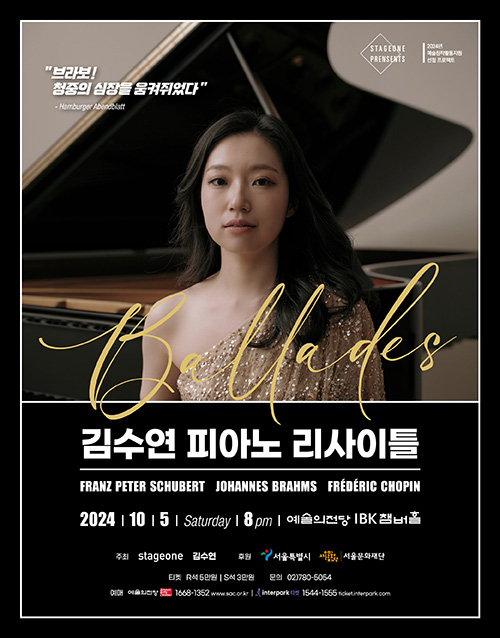 STAGEONE
PRENSENTS
2024년
예술창작활동지원
선정 프로젝트
"브라보!
청중의 심장을 움켜쥐었다"
- Hamburger Abendblatt
Ballades
김수연 피아노 리사이틀
FRANZ PETER SCHUBERT JOHANNES BRAHMS FRÉDÉRIC CHOPIN
2024 | 10 | 5 | Saturday | 8 pm | 예술의전당 IBK챔버홀
주최 stageone 김수연 후원 서울특별시 서울문화재단
티켓 R석 5만원 | S석 3만원 문의 02)780-5054
예매 예술의전당 1668-1352 www.sac.or.kr | interpark 티켓 1544-1555 ticket.interpark.com